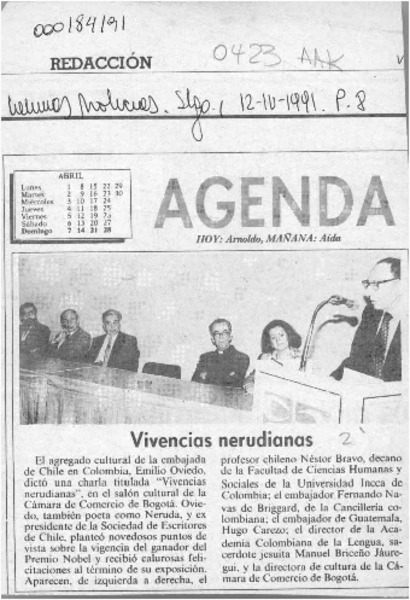 000184/91
0423 AAK
REDACCIÓN
Ultimas Noticias. Stgo., 12-IV-1991. P. 8
ABRIL
Lunes 1 8 15 22 29
Martes 2 9 16 23 30
Miércoles 3 10 17 24
Jueves 4 11 18 25
Viernes 5 12 19 26
Sábado 6 13 20 27
Domingo 7 14 21 28
AGENDA
HOY: Arnoldo, MAÑANA: Aída
Vivencias nerudianas
El agregado cultural de la embajada
de Chile en Colombia, Emilio Oviedo,
dictó una charla titulada "Vivencias
nerudianas", en el salón cultural de la
Cámara de Comercio de Bogotá. Ovie-
do, también poeta como Neruda, y ex
presidente de la Sociedad de Escritores
de Chile, planteó novedosos puntos de
vista sobre la vigencia del ganador del
Premio Nobel y recibió calurosas feli-
citaciones al término de su exposición.
Aparecen, de izquierda a derecha, el
profesor chileno Néstor Bravo, decano
de la Facultad de Ciencias Humanas y
Sociales de la Universidad Incca de
Colombia; el embajador Fernando Na-
vas de Briggard, de la Cancillería co-
lombiana; el embajador de Guatemala,
Hugo Carezo; el director de la Aca-
demia Colombiana de la Lengua, sa-
cerdote jesuita Manuel Briceño Jáure-
gui, y la directora de cultura de la Cá-
mara de Comercio de Bogotá.